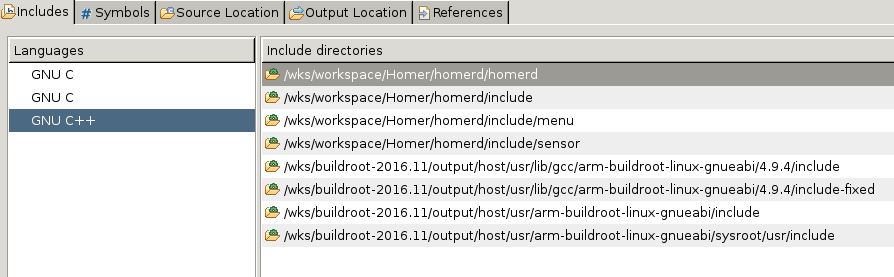 Includes # Symbols Source Location Output Location References
Languages
GNU C
GNU C
GNU C++
Include directories
/wks/workspace/Homer/homerd/homerd
/wks/workspace/Homer/homerd/include
/wks/workspace/Homer/homerd/include/menu
/wks/workspace/Homer/homerd/include/sensor
/wks/buildroot-2016.11/output/host/usr/lib/gcc/arm-buildroot-linux-gnueabi/4.9.4/include
/wks/buildroot-2016.11/output/host/usr/lib/gcc/arm-buildroot-linux-gnueabi/4.9.4/include-fixed
/wks/buildroot-2016.11/output/host/usr/arm-buildroot-linux-gnueabi/include
/wks/buildroot-2016.11/output/host/usr/arm-buildroot-linux-gnueabi/sysroot/usr/include